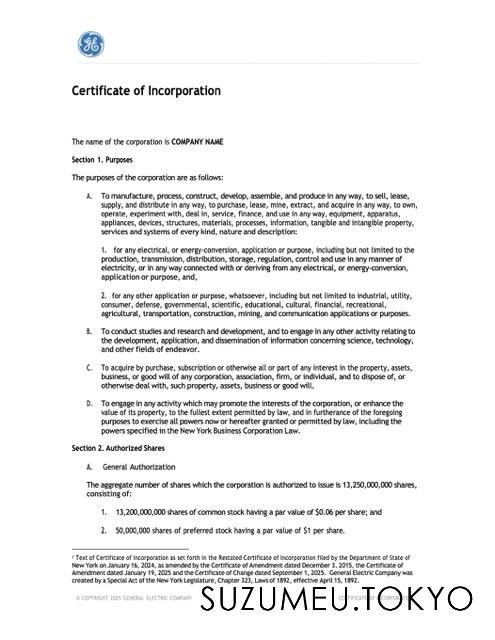 Certificate of Incorporation
The name of the corporation is COMPANY NAME
Section 1. Purposes
The purposes of the corporation are as follows:
A. To manufacture, process, construct, develop, assemble, and produce in any way, to sell, lease,
supply, and distribute in any way, to purchase, lease, mine, extract, and acquire in any way, to own,
operate, experiment with, deal in, service, finance, and use in any way, equipment, apparatus,
appliances, devices, structures, materials, processes, information, tangible and intangible property,
services and systems of every kind, nature and description:
1. for any electrical, or energy-conversion, application or purpose, including but not limited to the
production, transmission, distribution, storage, regulation, control and use in any manner of
electricity, or in any way connected with or deriving from any electrical, or energy-conversion,
application or purpose, and,
2. for any other application or purpose, whatsoever, including but not limited to industrial, utility,
consumer, defense, governmental, scientific, educational, cultural, financial, recreational,
agricultural, transportation, construction, mining, and communication applications or purposes.
B. To conduct studies and research and development, and to engage in any other activity relating to
the development, application, and dissemination of information concerning science, technology,
and other fields of endeavor.
C. To acquire by purchase, subscription or otherwise all or part of any interest in the property, assets,
business, or good will of any corporation, association, firm, or individual, and to dispose of, or
otherwise deal with, such property, assets, business or good will.
D. To engage in any activity which may promote the interests of the corporation, or enhance the
value of its property, to the fullest extent permitted by law, and in furtherance of the foregoing
purposes to exercise all powers now or hereafter granted or permitted by law, including the
powers specified in the New York Business Corporation Law.
Section 2. Authorized Shares
A. General Authorization
The aggregate number of shares which the corporation is authorized to issue is 13,250,000,000 shares,
consisting of:
1. 13,200,000,000 shares of common stock having a par value of $0.06 per share; and
2. 50,000,000 shares of preferred stock having a par value of $1 per share.
¹ Text of Certificate of Incorporation as set forth in the Restated Certificate of Incorporation filed by the Department of State of
New York on January 16, 2024, as amended by the Certificate of Amendment dated December 3, 2015, the Certificate of
Amendment dated January 19, 2025 and the Certificate of Change dated September 1, 2025. General Electric Company was
created by a Special Act of the New York Legislature, Chapter 323, Laws of 1892, effective April 15, 1892.
© COPYRIGHT 2025 GENERAL ELECTRIC COMPANY
SUZUMEU.TOKYO